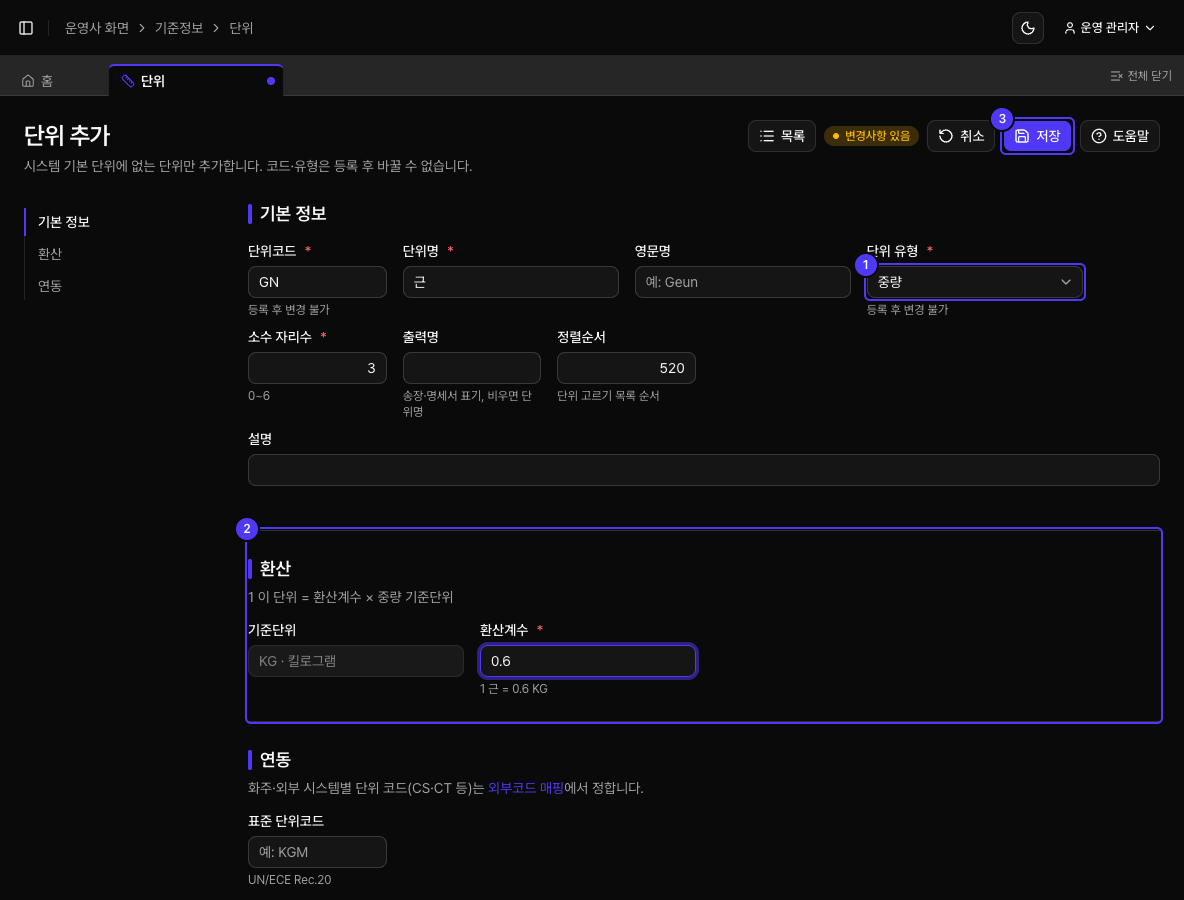 운영사 화면 > 기준정보 > 단위
운영 관리자
홈
단위
전체 닫기
단위 추가
시스템 기본 단위에 없는 단위만 추가합니다. 코드·유형은 등록 후 바꿀 수 없습니다.
목록
변경사항 있음
취소
3
저장
도움말
기본 정보
환산
연동
기본 정보
단위코드 *
단위명 *
영문명
단위 유형 *
GN
근
예: Geun
1
중량
등록 후 변경 불가
등록 후 변경 불가
소수 자리수 *
출력명
정렬순서
3
520
0~6
송장·명세서 표기, 비우면 단
위명
단위 고르기 목록 순서
설명
2
환산
1 이 단위 = 환산계수 × 중량 기준단위
기준단위
환산계수 *
KG · 킬로그램
0.6
1 근 = 0.6 KG
연동
화주·외부 시스템별 단위 코드(CS·CT 등)는 외부코드 매핑에서 정합니다.
표준 단위코드
예: KGM
UN/ECE Rec.20